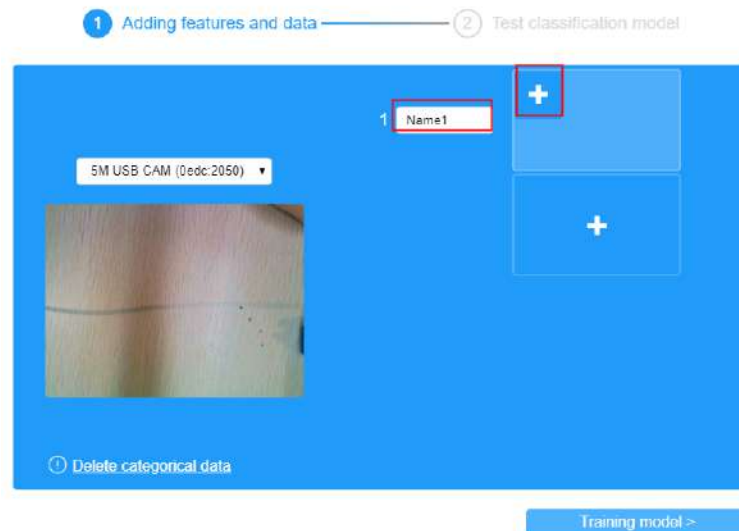 1 Adding features and data
2 Test classification model
1 Name1
5M USB CAM (0edc:2050)
Delete categorical data
Training model >